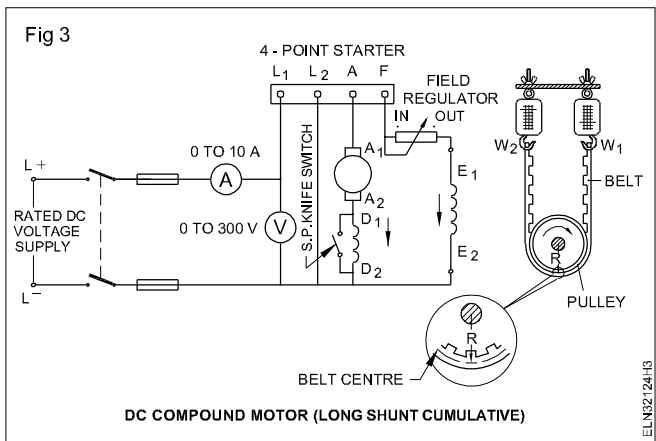 Fig 3
4 - POINT STARTER
L1 L2 A F
FIELD
REGULATOR
IN OUT
L+
0 TO 10 A
A
A1
A2
E1
E2
RATED DC
VOLTAGE
SUPPLY
0 TO 300 V
V
S.P.KNIFE SWITCH
D1
D2
L–
W2 W1
BELT
R
PULLEY
R
BELT CENTRE
DC COMPOUND MOTOR (LONG SHUNT CUMULATIVE)
ELN32124H3